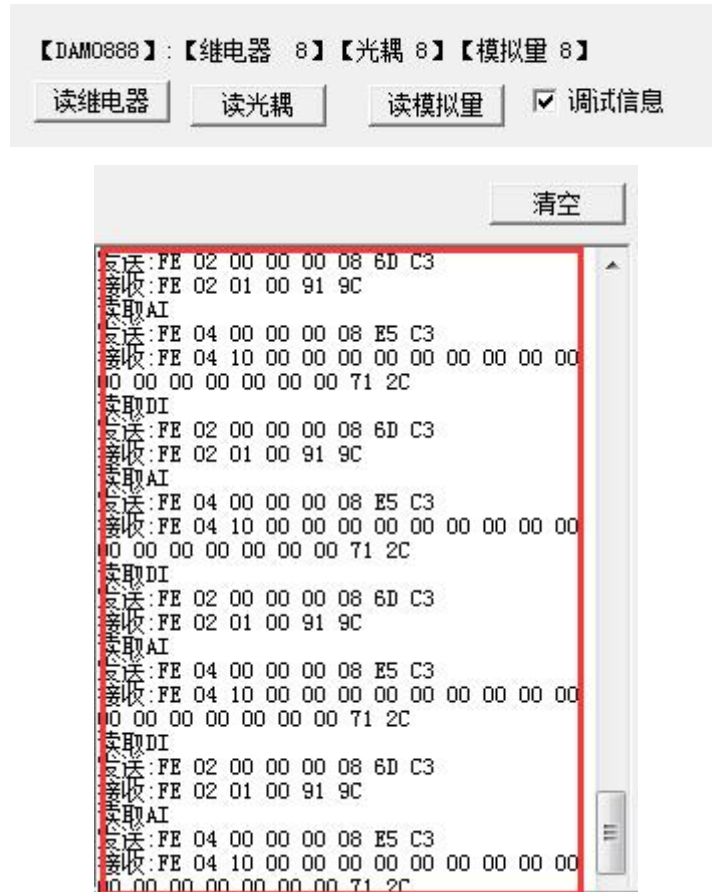 【DAM0888】:【继电器 8】【光耦 8】【模拟量 8】
读继电器 读光耦 读模拟量 调试信息
清空
发送:FE 02 00 00 00 08 6D C3
接收:FE 02 01 00 91 9C
读取AI
发送:FE 04 00 00 00 08 E5 C3
接收:FE 04 10 00 00 00 00 00 00 00 00 00
00 00 00 00 00 00 00 71 2C
读取DI
发送:FE 02 00 00 00 08 6D C3
接收:FE 02 01 00 91 9C
读取AI
发送:FE 04 00 00 00 08 E5 C3
接收:FE 04 10 00 00 00 00 00 00 00 00 00
00 00 00 00 00 00 00 71 2C
读取DI
发送:FE 02 00 00 00 08 6D C3
接收:FE 02 01 00 91 9C
读取AI
发送:FE 04 00 00 00 08 E5 C3
接收:FE 04 10 00 00 00 00 00 00 00 00 00
00 00 00 00 00 00 00 71 2C
读取DI
发送:FE 02 00 00 00 08 6D C3
接收:FE 02 01 00 91 9C
读取AI
发送:FE 04 00 00 00 08 E5 C3
接收:FE 04 10 00 00 00 00 00 00 00 00 00
00 00 00 00 00 00 00 71 2C